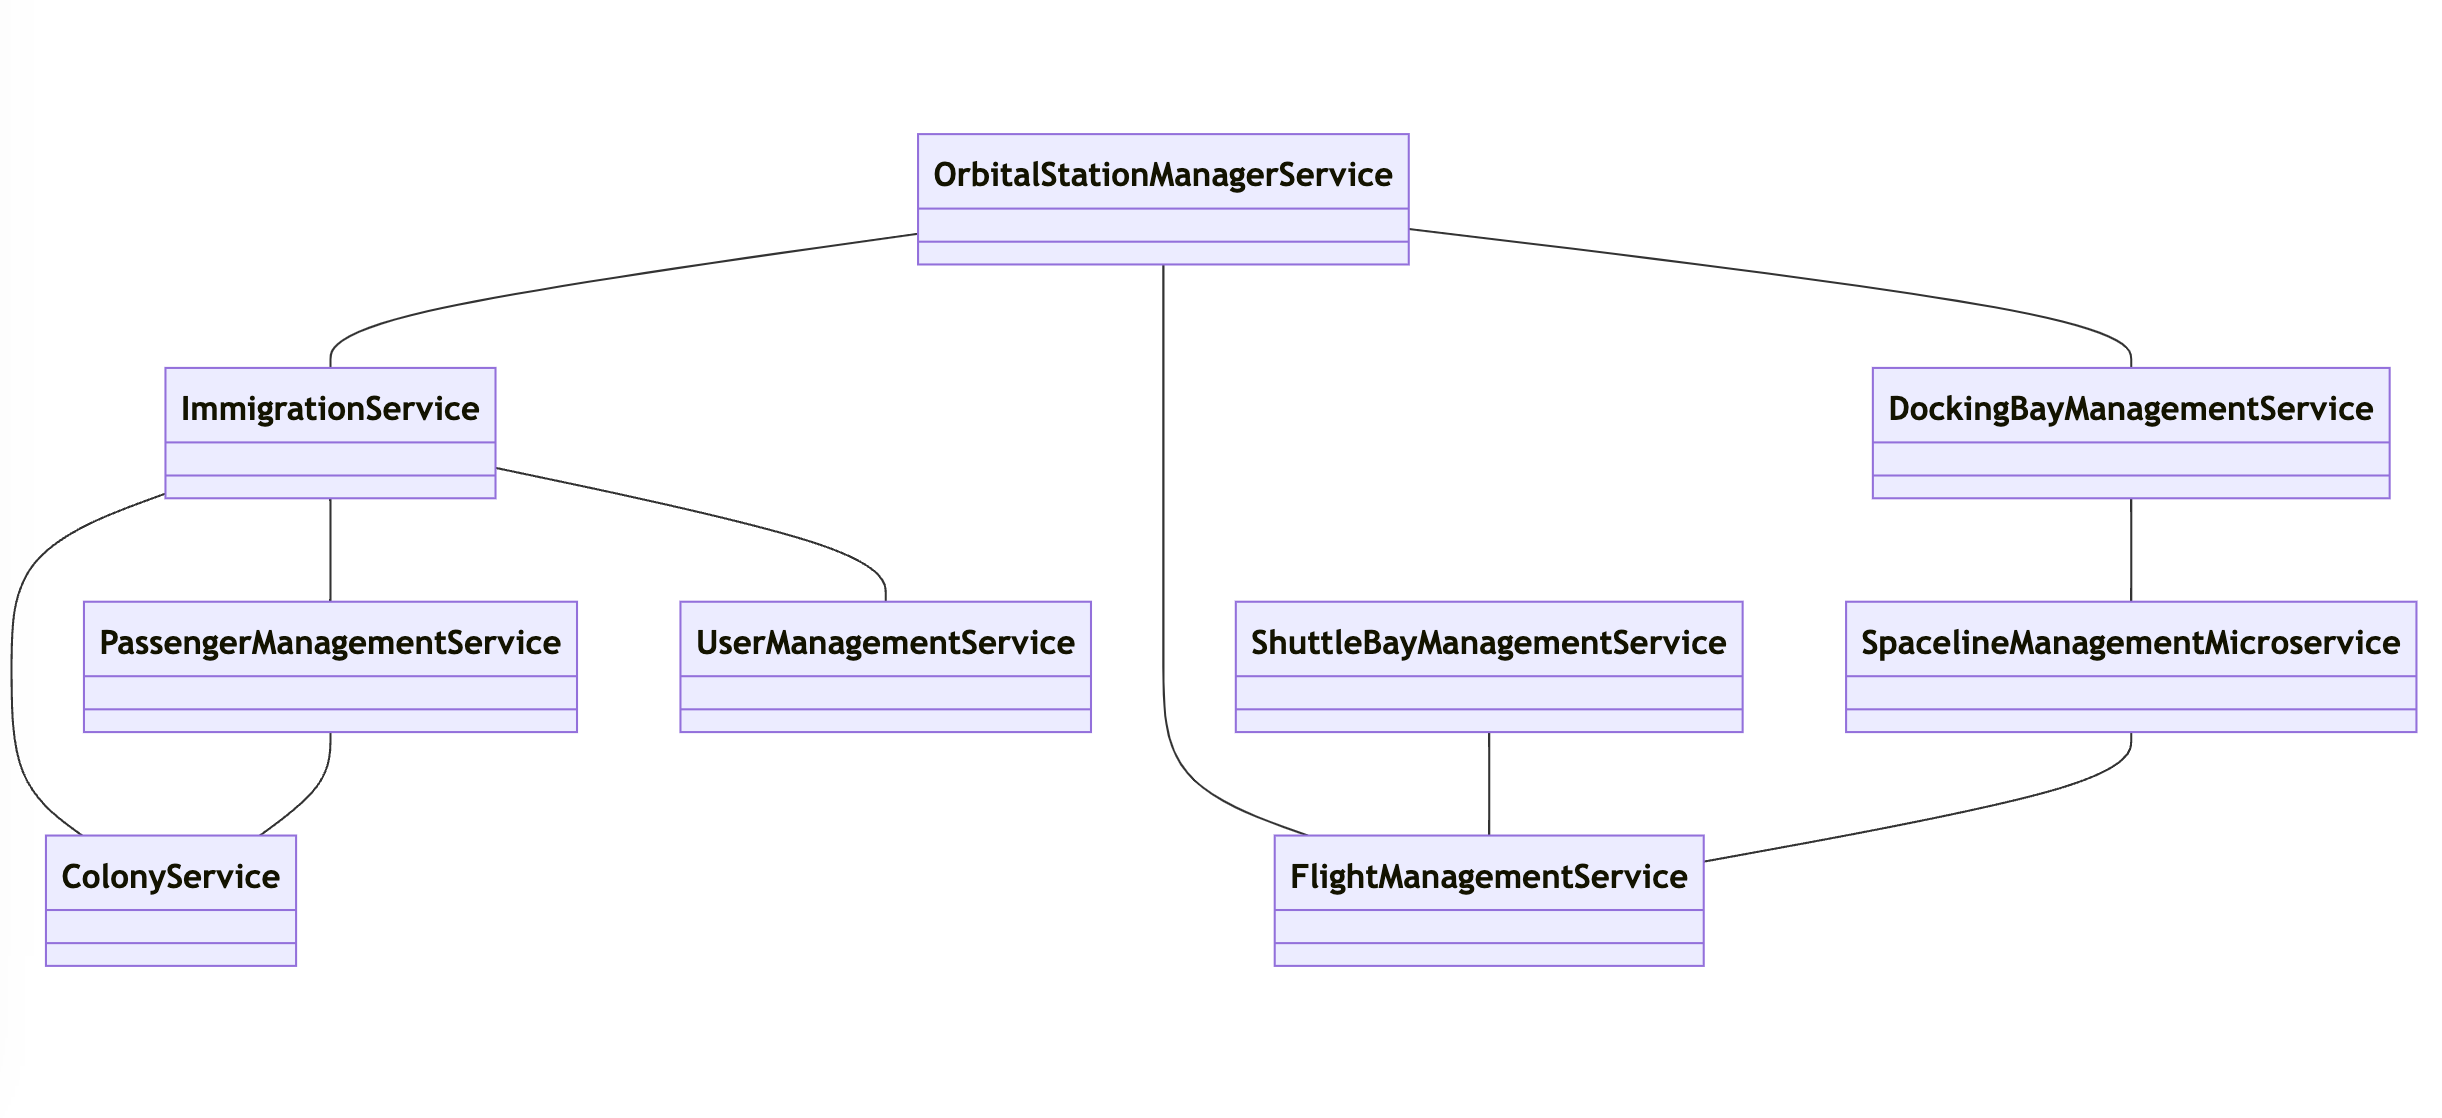 OrbitalStationManagerService
ImmigrationService
DockingBayManagementService
PassengerManagementService
UserManagementService
ShuttleBayManagementService
SpacelineManagementMicroservice
ColonyService
FlightManagementService